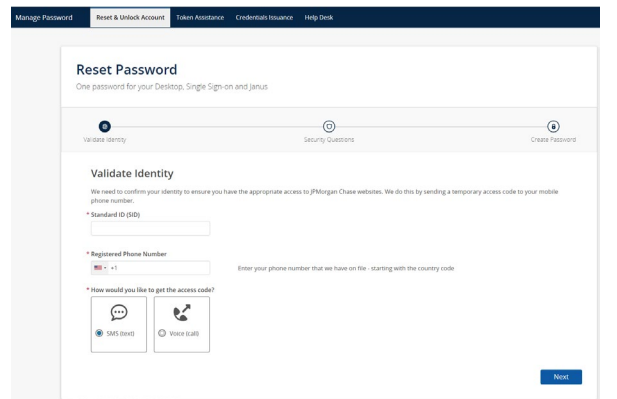 Manage Password Reset & Unlock Account Token Assistance Credentials Issuance Help Desk
Reset Password
One password for your Desktop, Single Sign-on and Janus
Validate Identity Security Questions Create Password
Validate Identity
We need to confirm your identity to ensure you have the appropriate access to JPMorgan Chase websites. We do this by sending a temporary access code to your mobile
phone number.
* Standard ID (SID)
* Registered Phone Number
+1 Enter your phone number that we have on file - starting with the country code
* How would you like to get the access code?
SMS (text) Voice (call)
Next